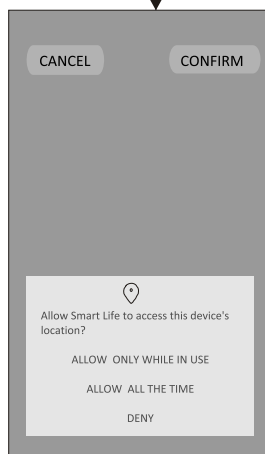 CANCEL CONFIRM
Allow Smart Life to access this device's
location?
ALLOW ONLY WHILE IN USE
ALLOW ALL THE TIME
DENY